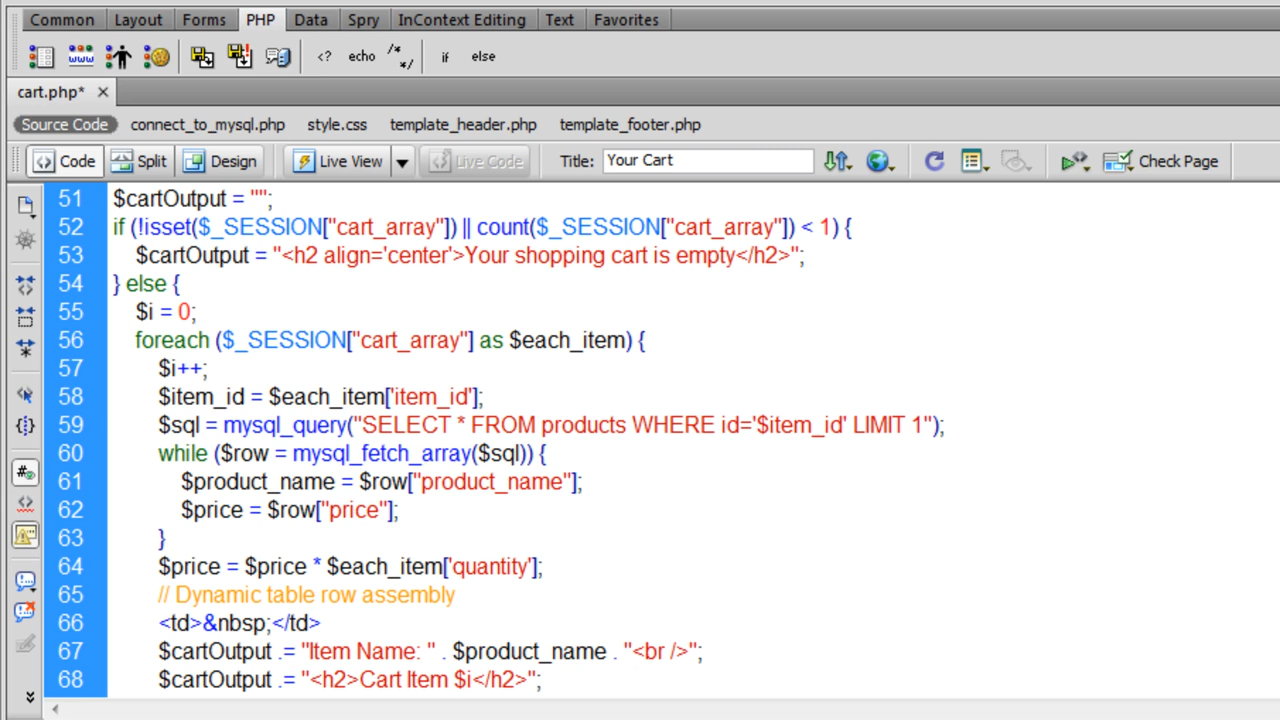 Common Layout Forms PHP Data Spry InContext Editing Text Favorites
www <? echo /* */ if else
cart.php* ×
Source Code connect_to_mysql.php style.css template_header.php template_footer.php
Code Split Design Live View Live Code Title: Your Cart Check Page
51 $cartOutput = "";
52 if (!isset($_SESSION["cart_array"]) || count($_SESSION["cart_array"]) < 1) {
53 $cartOutput = "<h2 align='center'>Your shopping cart is empty</h2>";
54 } else {
55 $i = 0;
56 foreach ($_SESSION["cart_array"] as $each_item) {
57 $i++;
58 $item_id = $each_item['item_id'];
59 $sql = mysql_query("SELECT * FROM products WHERE id='$item_id' LIMIT 1");
60 while ($row = mysql_fetch_array($sql)) {
61 $product_name = $row["product_name"];
62 $price = $row["price"];
63 }
64 $price = $price * $each_item['quantity'];
65 // Dynamic table row assembly
66 <td>&nbsp;</td>
67 $cartOutput .= "Item Name: " . $product_name . "<br />";
68 $cartOutput .= "<h2>Cart Item $i</h2>";